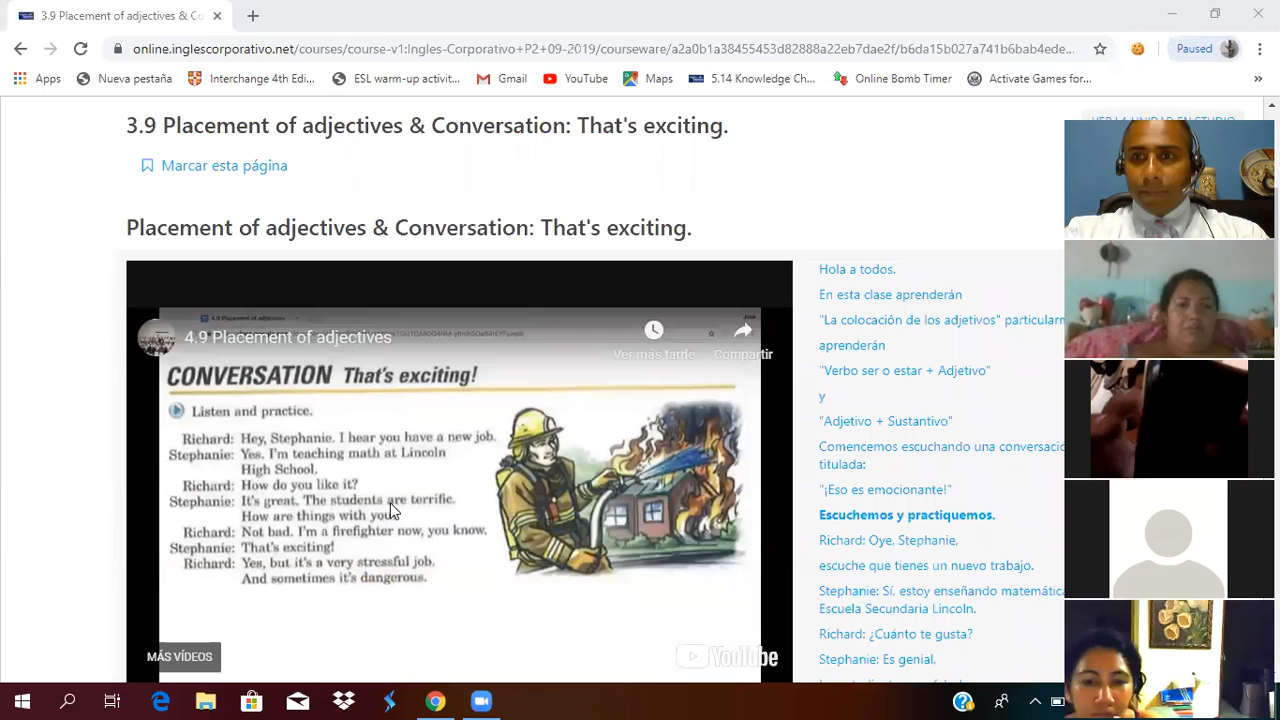 3.9 Placement of adjectives & Co
online.inglescorporativo.net/courses/course-v1:Ingles-Corporativo+P2+09-2019/courseware/a2a0b1a38455453d82888a22eb7dae2f/b6da15b027a741b6bab4ede...
Paused
Apps
Nueva pestaña
Interchange 4th Edi...
ESL warm-up activit...
Gmail
YouTube
Maps
5.14 Knowledge Ch...
Online Bomb Timer
Activate Games for...
»
3.9 Placement of adjectives & Conversation: That's exciting.
VER LA UNIDAD EN STUDIO
Marcar esta página
Placement of adjectives & Conversation: That's exciting.
4.9 Placement of adjectives
Ver más tarde
Compartir
CONVERSATION That's exciting!
Listen and practice.
Richard: Hey, Stephanie. I hear you have a new job.
Stephanie: Yes. I'm teaching math at Lincoln
High School.
Richard: How do you like it?
Stephanie: It's great. The students are terrific.
How are things with you?
Richard: Not bad. I'm a firefighter now, you know.
Stephanie: That's exciting!
Richard: Yes, but it's a very stressful job.
And sometimes it's dangerous.
MÁS VÍDEOS
YouTube
Hola a todos.
En esta clase aprenderán
"La colocación de los adjetivos" particularm
aprenderán
"Verbo ser o estar + Adjetivo"
y
"Adjetivo + Sustantivo"
Comencemos escuchando una conversació
titulada:
"¡Eso es emocionante!"
Escuchemos y practiquemos.
Richard: Oye, Stephanie,
escuche que tienes un nuevo trabajo.
Stephanie: Sí, estoy enseñando matemática
Escuela Secundaria Lincoln.
Richard: ¿Cuánto te gusta?
Stephanie: Es genial.